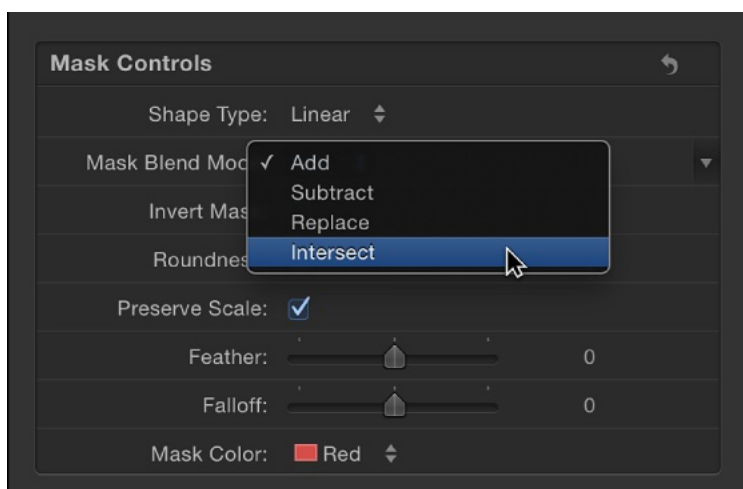 Mask Controls
Shape Type: Linear
Mask Blend Mod ✓ Add
Subtract
Replace
Invert Mas
Intersect
Roundnes
Preserve Scale:
Feather: 0
Falloff: 0
Mask Color: Red